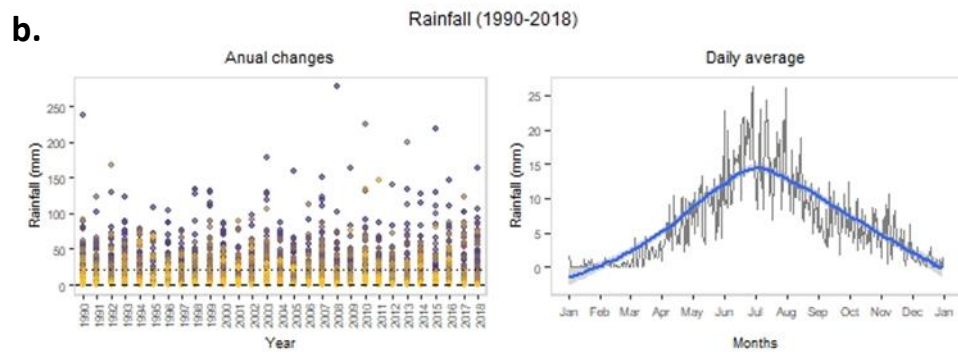 b.
Rainfall (1990-2018)
Anual changes
Rainfall (mm)
250
200
150
100
50
0
1990 1991 1992 1993 1994 1995 1996 1997 1998 1999 2000 2001 2002 2003 2004 2005 2006 2007 2008 2009 2010 2011 2012 2013 2014 2015 2016 2017 2018
Year
Daily average
Rainfall (mm)
25
20
15
10
5
0
Jan Feb Mar Apr May Jun Jul Aug Sep Oct Nov Dec Jan
Months